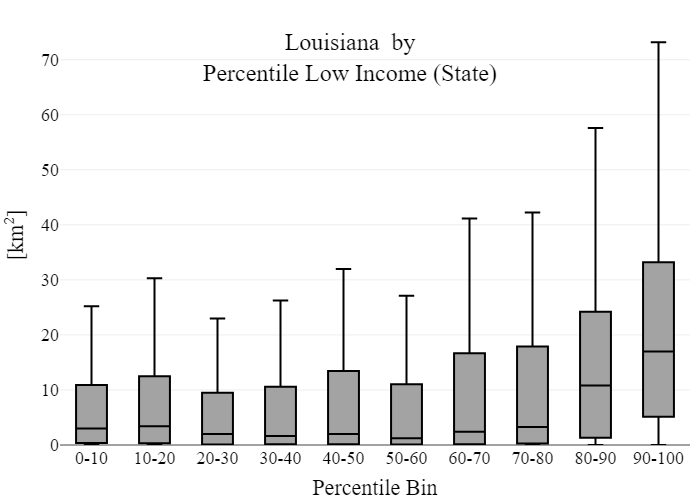 Louisiana  by
Percentile Low Income (State)
[km²]
70
60
50
40
30
20
10
0
0-10 10-20 20-30 30-40 40-50 50-60 60-70 70-80 80-90 90-100
Percentile Bin